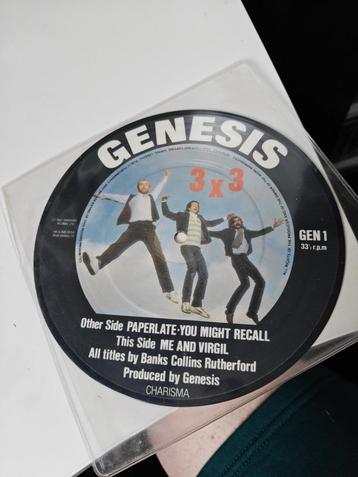 GENESIS
3 x 3
GEN 1
33⅓ r.p.m
Other Side PAPERLATE·YOU MIGHT RECALL
This Side ME AND VIRGIL
All titles by Banks Collins Rutherford
Produced by Genesis
CHARISMA